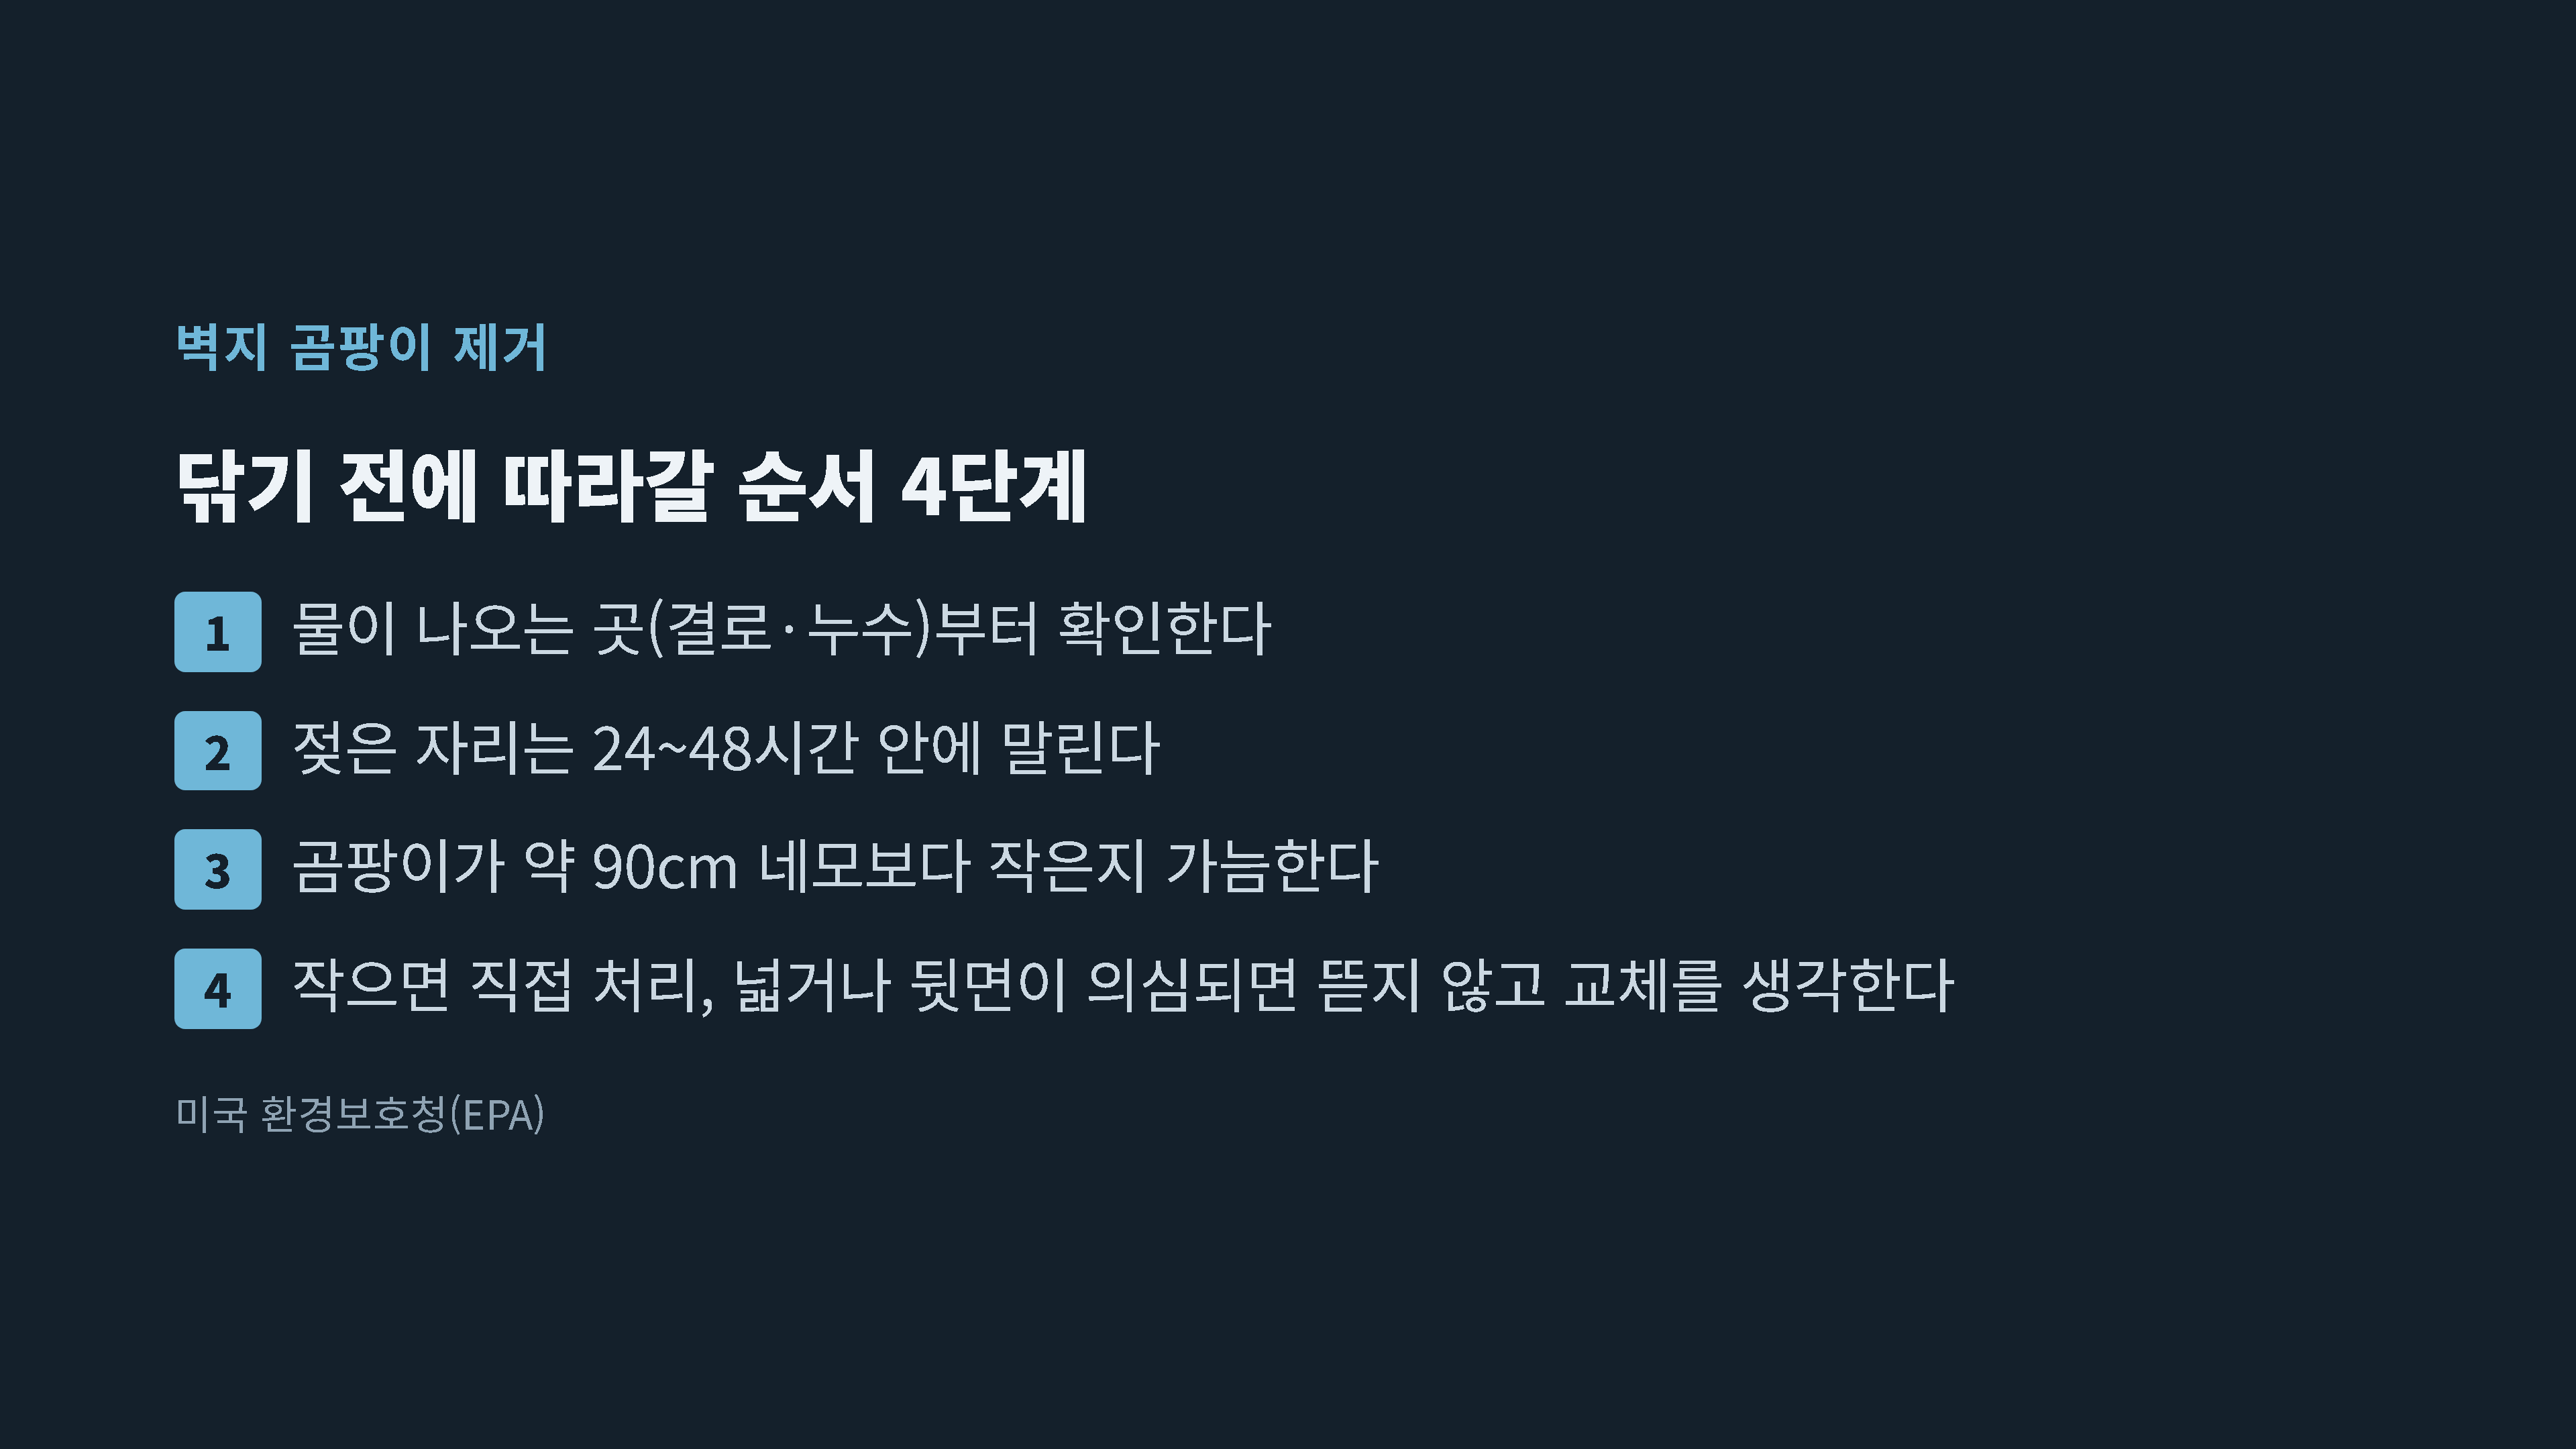 벽지 곰팡이 제거
닦기 전에 따라갈 순서 4단계
1 물이 나오는 곳(결로·누수)부터 확인한다
2 젖은 자리는 24~48시간 안에 말린다
3 곰팡이가 약 90cm 네모보다 작은지 가늠한다
4 작으면 직접 처리, 넓거나 뒷면이 의심되면 뜯지 않고 교체를 생각한다
미국 환경보호청(EPA)